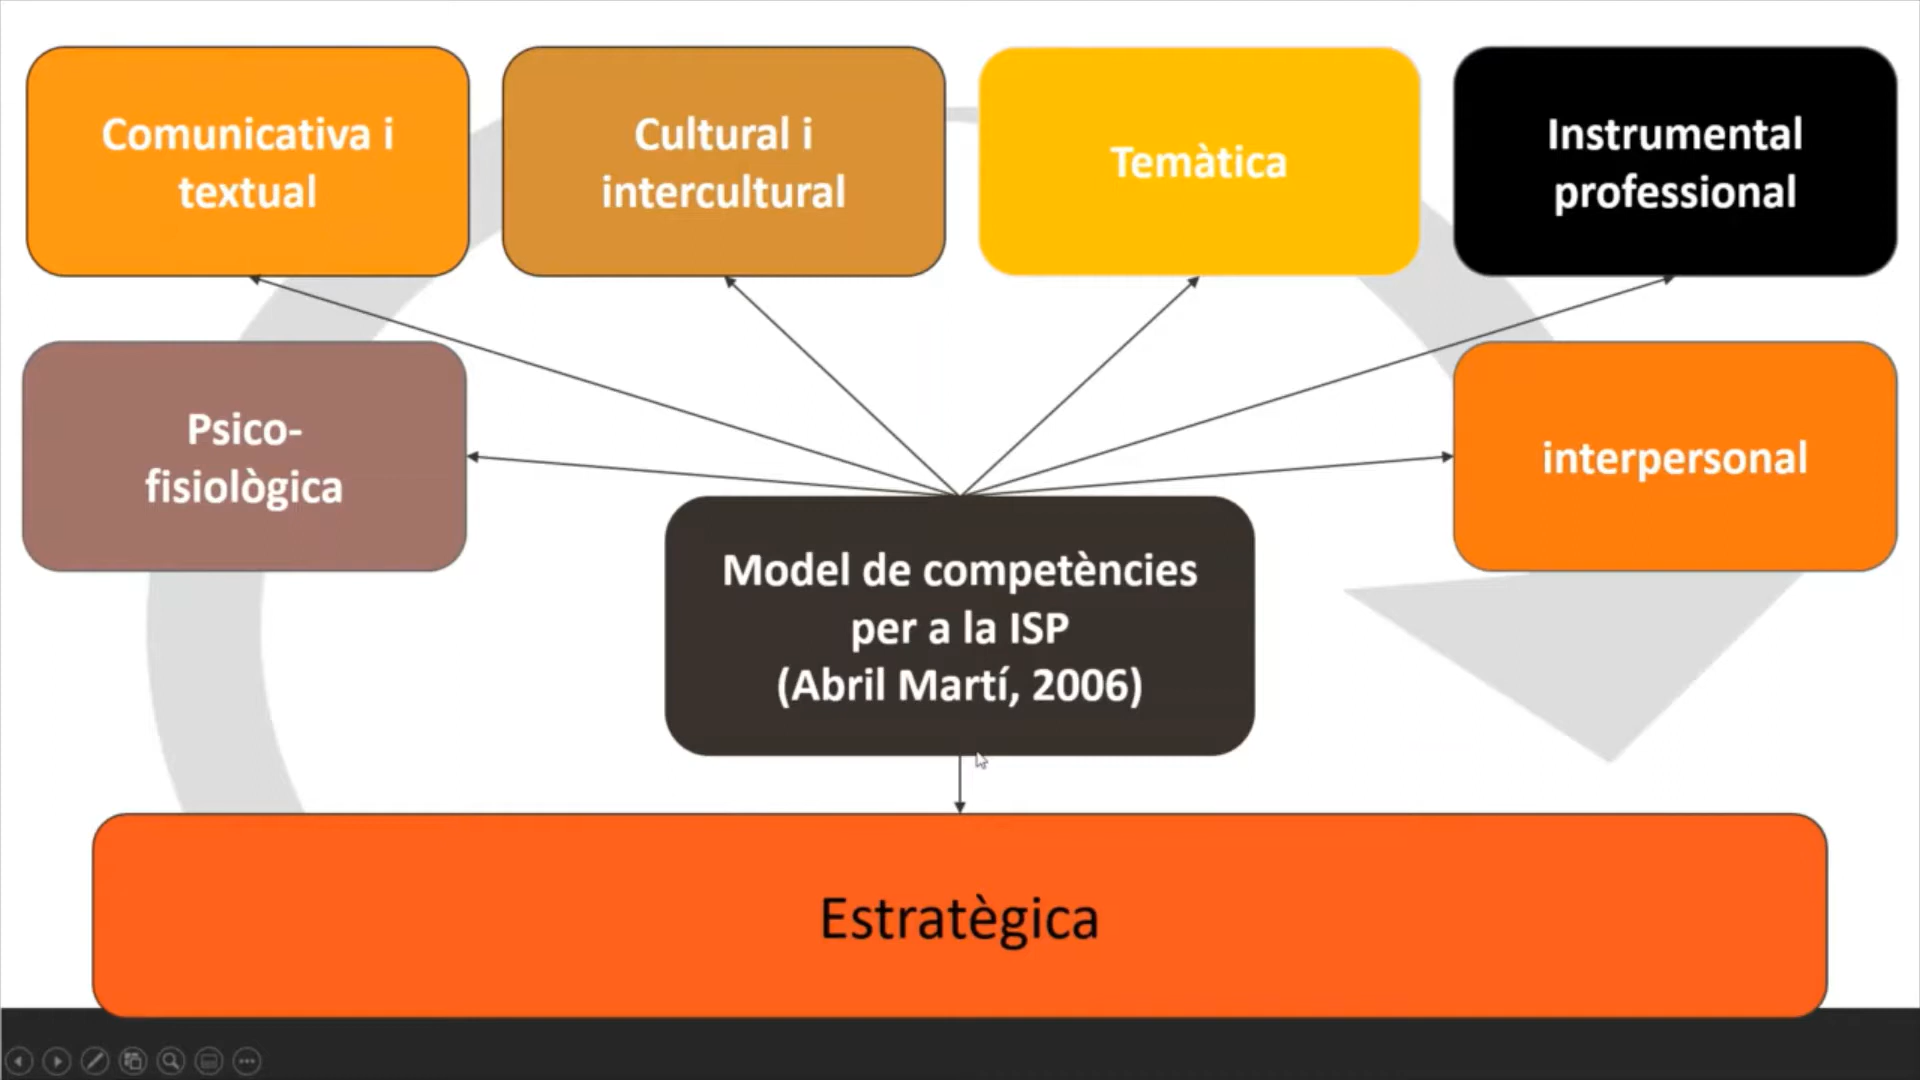 Comunicativa i
textual
Cultural i
intercultural
Temàtica
Instrumental
professional
Psico-
fisiològica
interpersonal
Model de competències
per a la ISP
(Abril Martí, 2006)
Estratègica